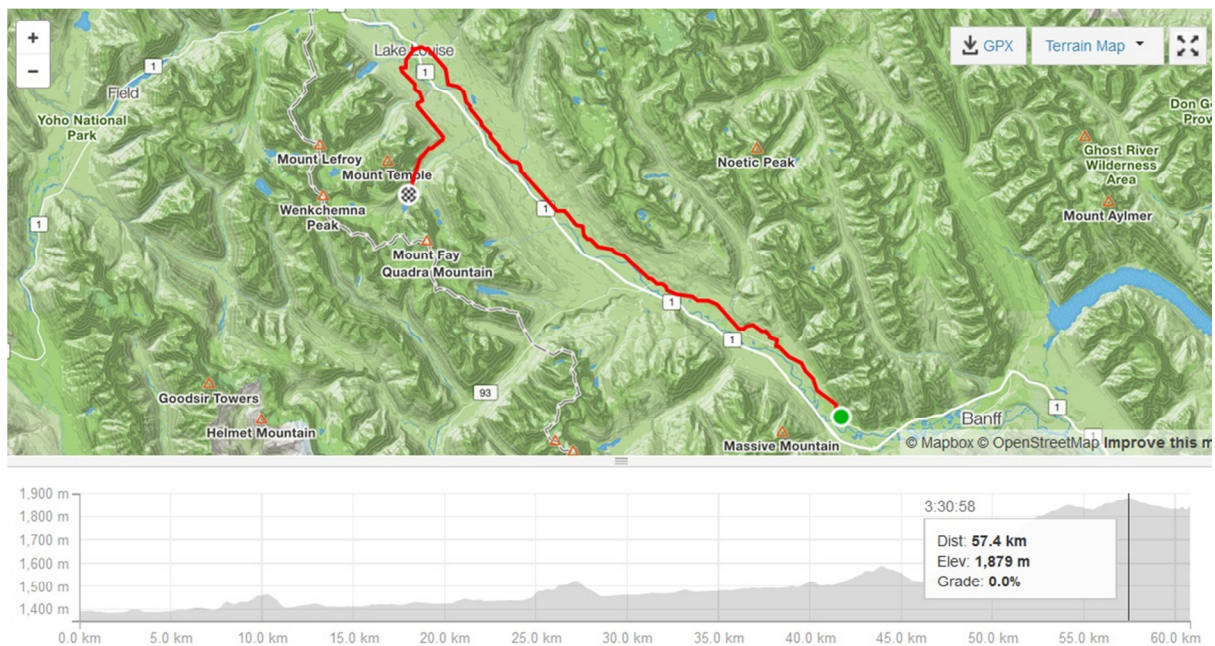 +
−
GPX
Terrain Map
Lake Louise
1
1
Field
Yoho National
Park
Don G
Prov
Noetic Peak
Ghost River
Wilderness
Area
Mount Lefroy
Mount Temple
Wenkchemna
Peak
1
1
Mount Aylmer
Mount Fay
Quadra Mountain
1
1
93
Goodsir Towers
Helmet Mountain
Massive Mountain
Banff
1
1
© Mapbox © OpenStreetMap Improve this m
1,900 m
1,800 m
1,700 m
1,600 m
1,500 m
1,400 m
3:30:58
Dist: 57.4 km
Elev: 1,879 m
Grade: 0.0%
0.0 km 5.0 km 10.0 km 15.0 km 20.0 km 25.0 km 30.0 km 35.0 km 40.0 km 45.0 km 50.0 km 55.0 km 60.0 km